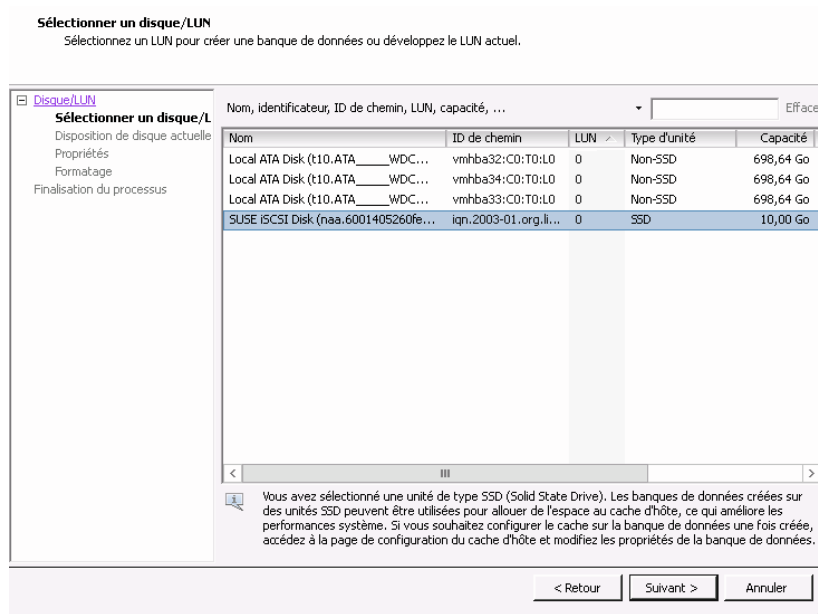 Sélectionner un disque/LUN
Sélectionnez un LUN pour créer une banque de données ou développez le LUN actuel.
Disque/LUN
Sélectionner un disque/L
Disposition de disque actuelle
Propriétés
Formatage
Finalisation du processus
Nom, identificateur, ID de chemin, LUN, capacité, ...
Efface
Nom ID de chemin LUN Type d'unité Capacité
Local ATA Disk (t10.ATA_____WDC... vmhba32:C0:T0:L0 0 Non-SSD 698,64 Go
Local ATA Disk (t10.ATA_____WDC... vmhba34:C0:T0:L0 0 Non-SSD 698,64 Go
Local ATA Disk (t10.ATA_____WDC... vmhba33:C0:T0:L0 0 Non-SSD 698,64 Go
SUSE iSCSI Disk (naa.6001405260fe... iqn.2003-01.org.li... 0 SSD 10,00 Go
Vous avez sélectionné une unité de type SSD (Solid State Drive). Les banques de données créées sur
des unités SSD peuvent être utilisées pour allouer de l'espace au cache d'hôte, ce qui améliore les
performances système. Si vous souhaitez configurer le cache sur la banque de données une fois créée,
accédez à la page de configuration du cache d'hôte et modifiez les propriétés de la banque de données.
< Retour
Suivant >
Annuler